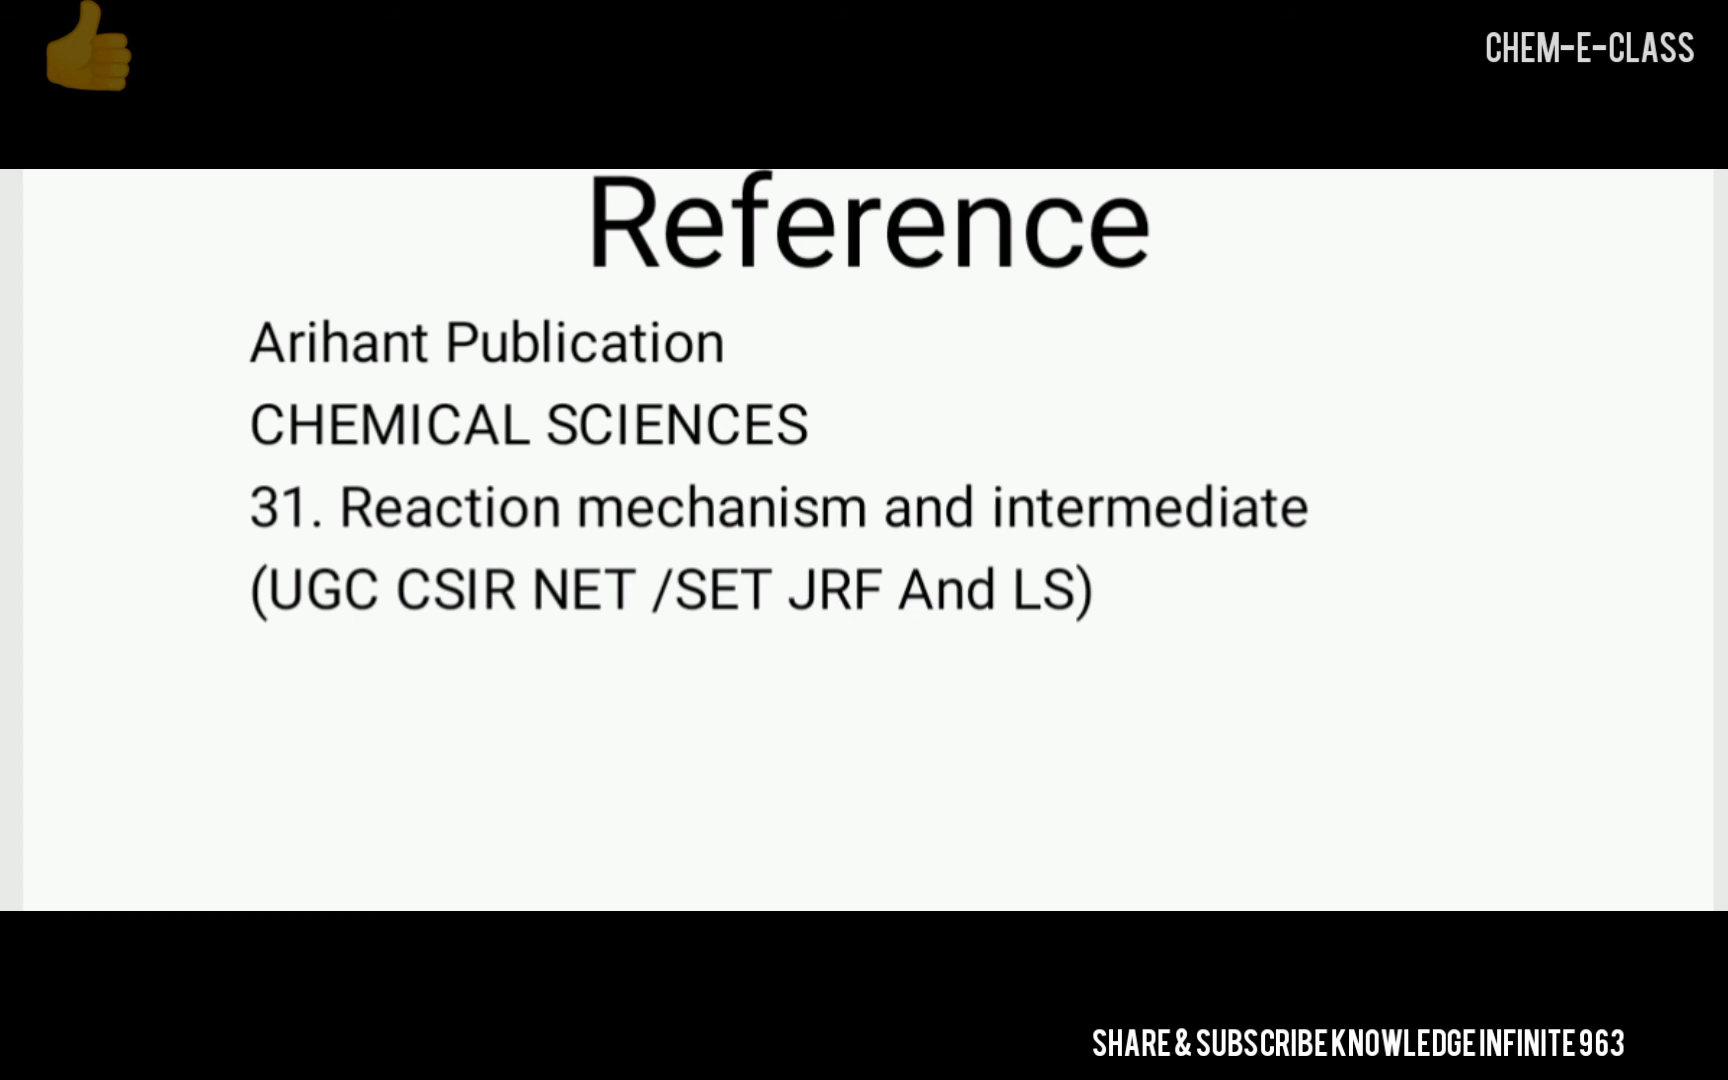 CHEM-E-CLASS
Reference
Arihant Publication
CHEMICAL SCIENCES
31. Reaction mechanism and intermediate
(UGC CSIR NET /SET JRF And LS)
SHARE & SUBSCRIBE KNOWLEDGE INFINITE 963